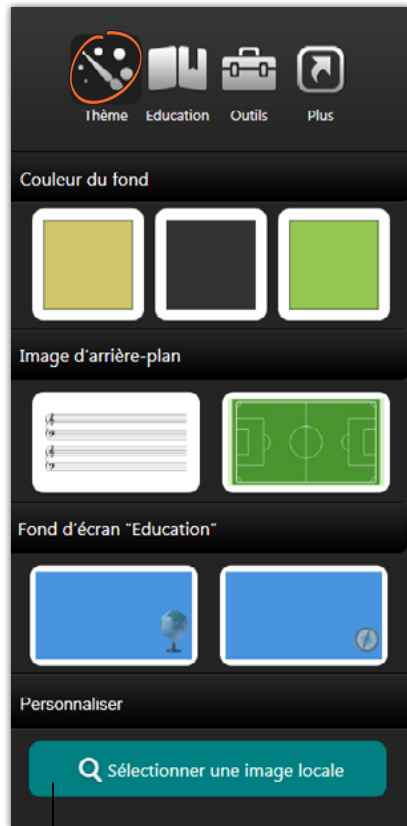 Thème Education Outils Plus
Couleur du fond
Image d'arrière-plan
Fond d'écran "Education"
Personnaliser
Sélectionner une image locale